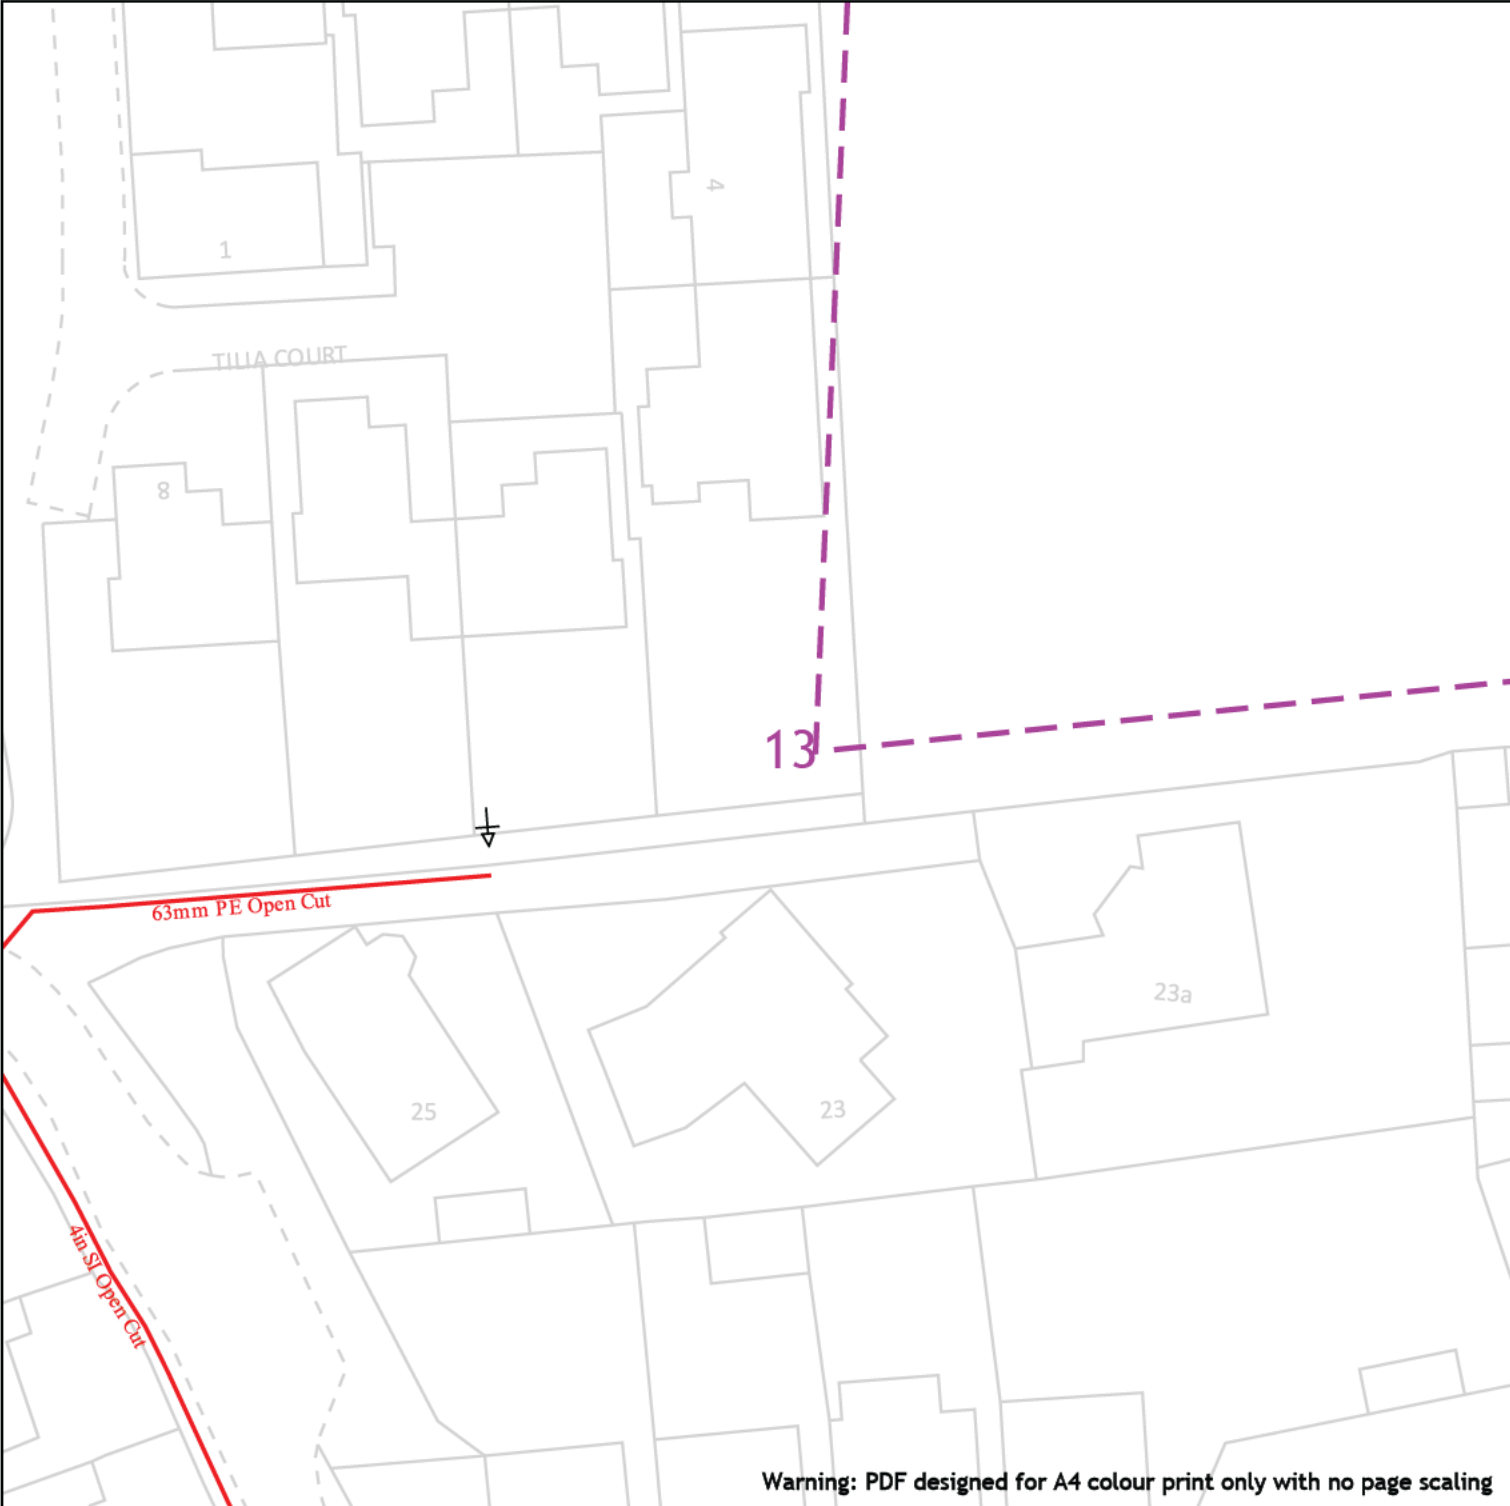 4
1
TILIA COURT
8
13
63mm PE Open Cut
23a
25
23
4in SI Open Cut
Warning: PDF designed for A4 colour print only with no page scaling